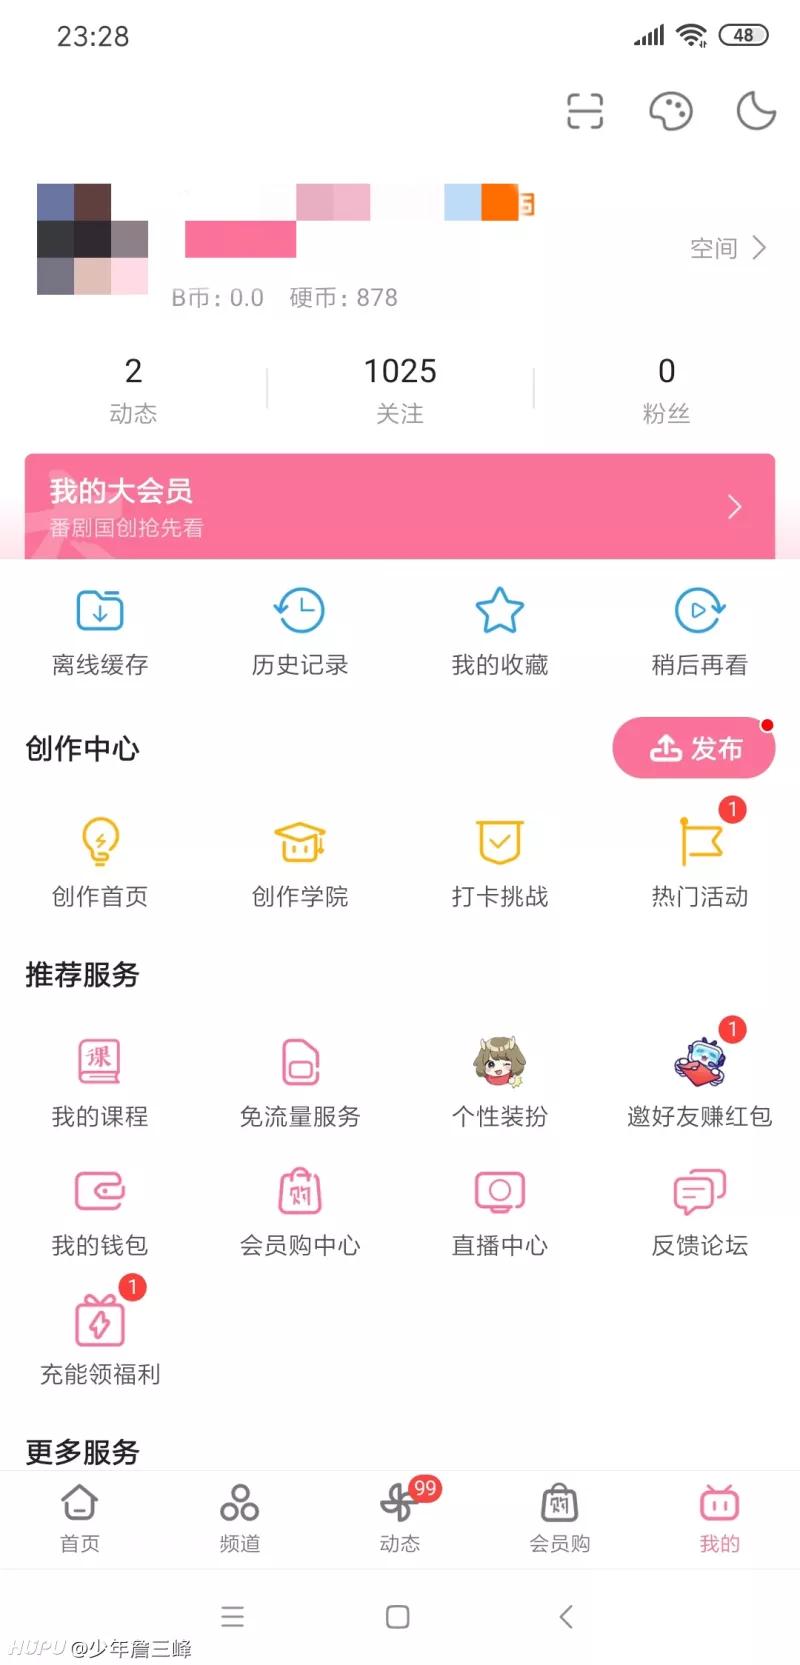 23:28
48
5
空间
B币: 0.0 硬币: 878
2 1025 0
动态 关注 粉丝
我的大会员
番剧国创抢先看
离线缓存 历史记录 我的收藏 稍后再看
创作中心 发布
1
创作首页 创作学院 打卡挑战 热门活动
推荐服务
1
课
我的课程 免流量服务 个性装扮 邀好友赚红包
购
我的钱包 会员购中心 直播中心 反馈论坛
1
充能领福利
更多服务
99
购
首页 频道 动态 会员购 我的
HUPU @少年詹三峰